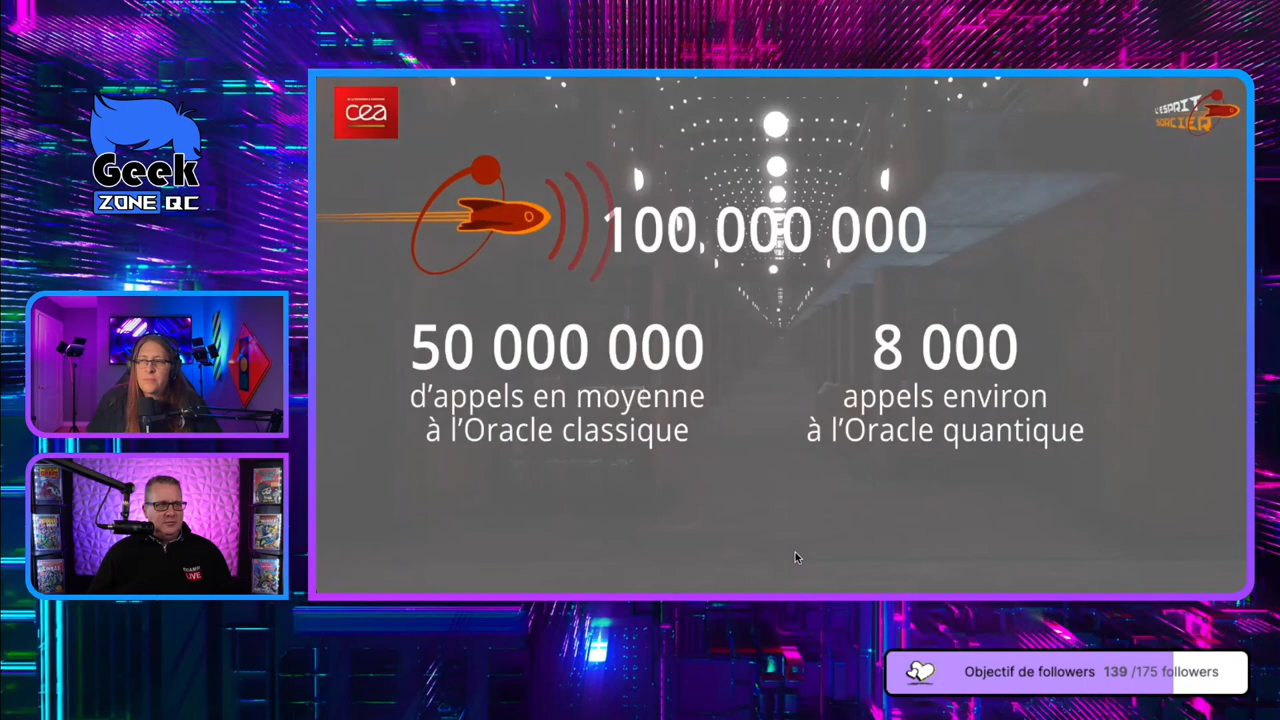 Geek
ZONE QC
cea
L'ESPRIT
SORCIER
100 000 000
50 000 000
d'appels en moyenne
à l'Oracle classique
8 000
appels environ
à l'Oracle quantique
LIVE
Objectif de followers 139 /175 followers